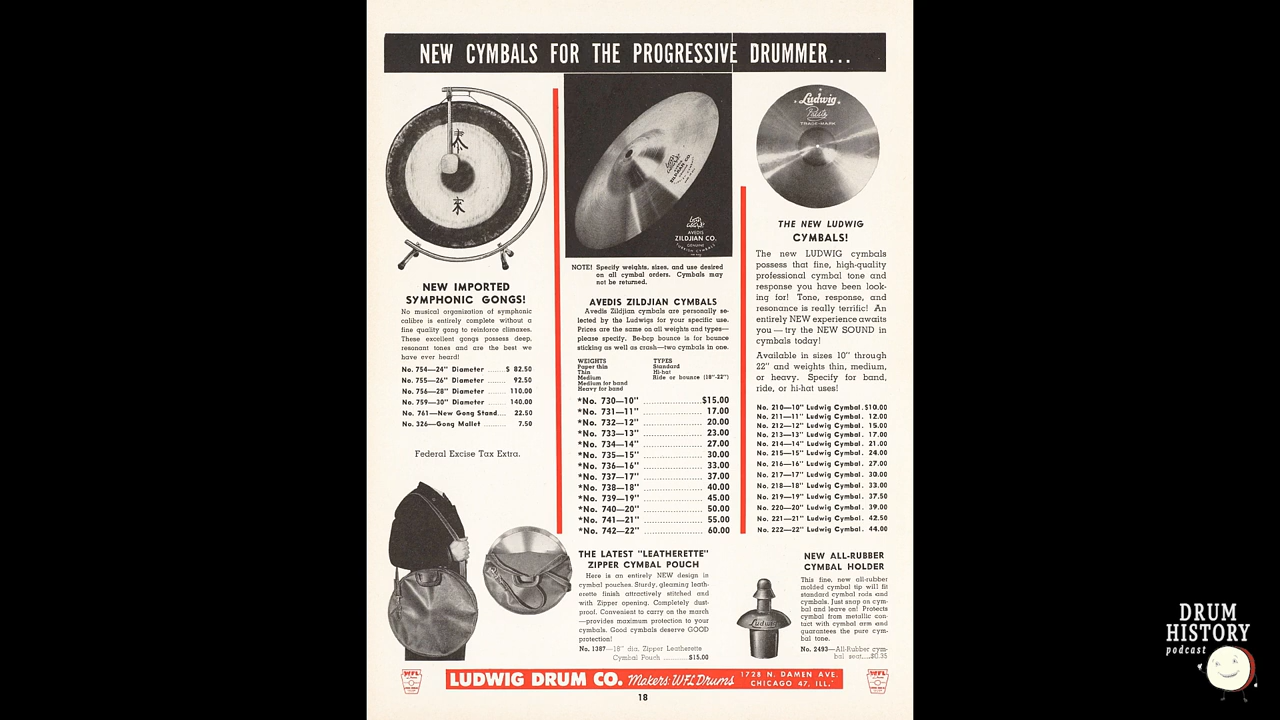 NEW CYMBALS FOR THE PROGRESSIVE DRUMMER...
Ludwig
Paiste
TRADE-MARK
AVEDIS
ZILDJIAN CO.
GENUINE
TURKISH CYMBALS
NEW IMPORTED
SYMPHONIC GONGS!
No musical organization of symphonic
calibre is entirely complete without a
fine quality gong to reinforce climaxes.
These excellent gongs possess deep,
resonant tones and are the best we
have ever heard!
No. 754—24" Diameter ...... $ 82.50
No. 755—26" Diameter ........ 92.50
No. 756—28" Diameter ........ 110.00
No. 759—30" Diameter ........ 140.00
No. 761—New Gong Stand.... 22.50
No. 326—Gong Mallet .......... 7.50
Federal Excise Tax Extra.
NOTE! Specify weights, sizes, and use desired
on all cymbal orders. Cymbals may
not be returned.
AVEDIS ZILDJIAN CYMBALS
Avedis Zildjian cymbals are personally se-
lected by the Ludwigs for your specific use.
Prices are the same on all weights and types—
please specify. Be-bop bounce is for bounce
sticking as well as crash—two cymbals in one.
WEIGHTS
Paper thin
Thin
Medium
Medium for band
Heavy for band
TYPES
Standard
Hi-hat
Ride or bounce (18"-22")
*No. 730—10" ......................$15.00
*No. 731—11" ...................... 17.00
*No. 732—12" ...................... 20.00
*No. 733—13" ...................... 23.00
*No. 734—14" ...................... 27.00
*No. 735—15" ...................... 30.00
*No. 736—16" ...................... 33.00
*No. 737—17" ...................... 37.00
*No. 738—18" ...................... 40.00
*No. 739—19" ...................... 45.00
*No. 740—20" ...................... 50.00
*No. 741—21" ...................... 55.00
*No. 742—22" ...................... 60.00
THE NEW LUDWIG
CYMBALS!
The new LUDWIG cymbals
possess that fine, high-quality
professional cymbal tone and
response you have been look-
ing for! Tone, response, and
resonance is really terrific! An
entirely NEW experience awaits
you — try the NEW SOUND in
cymbals today!
Available in sizes 10" through
22" and weights thin, medium,
or heavy. Specify for band,
ride, or hi-hat uses!
No. 210—10" Ludwig Cymbal. $10.00
No. 211—11" Ludwig Cymbal. 12.00
No. 212—12" Ludwig Cymbal. 15.00
No. 213—13" Ludwig Cymbal. 17.00
No. 214—14" Ludwig Cymbal. 21.00
No. 215—15" Ludwig Cymbal. 24.00
No. 216—16" Ludwig Cymbal. 27.00
No. 217—17" Ludwig Cymbal. 30.00
No. 218—18" Ludwig Cymbal. 33.00
No. 219—19" Ludwig Cymbal. 37.50
No. 220—20" Ludwig Cymbal. 39.00
No. 221—21" Ludwig Cymbal. 42.50
No. 222—22" Ludwig Cymbal. 44.00
THE LATEST "LEATHERETTE"
ZIPPER CYMBAL POUCH
Here is an entirely NEW design in
cymbal pouches. Sturdy, gleaming leath-
erette finish attractively stitched and
with Zipper opening. Completely dust-
proof. Convenient to carry on the march
—provides maximum protection to your
cymbals. Good cymbals deserve GOOD
protection!
No. 1387—18" dia. Zipper Leatherette
Cymbal Pouch .........$15.00
Ludwig
NEW ALL-RUBBER
CYMBAL HOLDER
This fine, new all-rubber
molded cymbal tip will fit
standard cymbal rods and
cymbals. Just snap on cym-
bal and leave on! Protects
cymbal from metallic con-
tact with cymbal arm and
guarantees the pure cym-
bal tone.
No. 2493—All-Rubber cym-
bal seat....$0.35
WFL
LUDWIG DRUM CO. Makers: WFL Drums 1728 N. DAMEN AVE.
CHICAGO 47, ILL.
WFL
18
DRUM
HISTORY
podcast